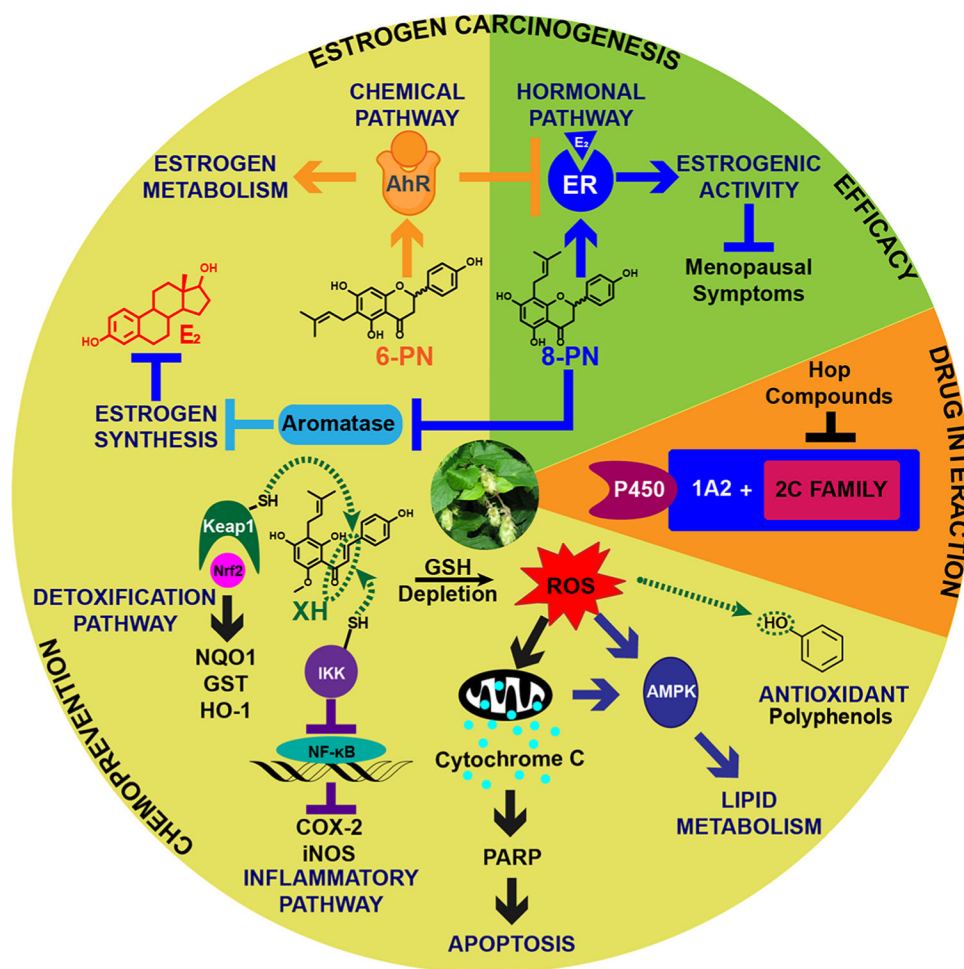 ESTROGEN CARCINOGENESIS
EFFICACY
DRUG INTERACTION
CHEMOPREVENTION
CHEMICAL
PATHWAY
HORMONAL
PATHWAY
ESTROGEN
METABOLISM
AhR
E2
ER
ESTROGENIC
ACTIVITY
Menopausal
Symptoms
OH
HO
E2
HO
O
OH
OH
O
6-PN
HO
O
OH
OH
O
8-PN
ESTROGEN
SYNTHESIS
Aromatase
Hop
Compounds
P450
1A2 +
2C FAMILY
SH
Keap1
Nrf2
DETOXIFICATION
PATHWAY
NQO1
GST
HO-1
HO
OH
OH
O
O
XH
SH
IKK
NF-κB
COX-2
iNOS
INFLAMMATORY
PATHWAY
GSH
Depletion
ROS
Cytochrome C
PARP
APOPTOSIS
AMPK
LIPID
METABOLISM
HO
ANTIOXIDANT
Polyphenols